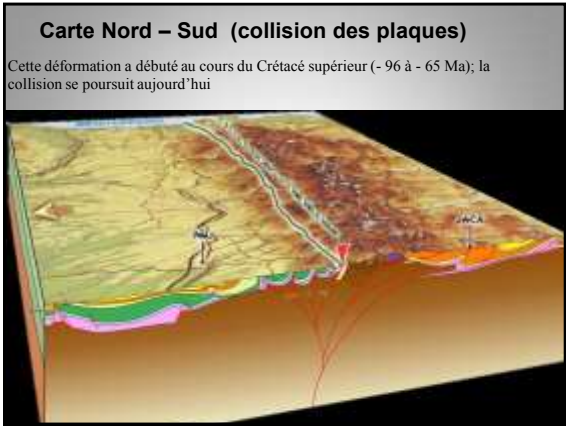 Carte Nord – Sud (collision des plaques)
Cette déformation a débuté au cours du Crétacé supérieur (- 96 à - 65 Ma); la
collision se poursuit aujourd’hui
JACA